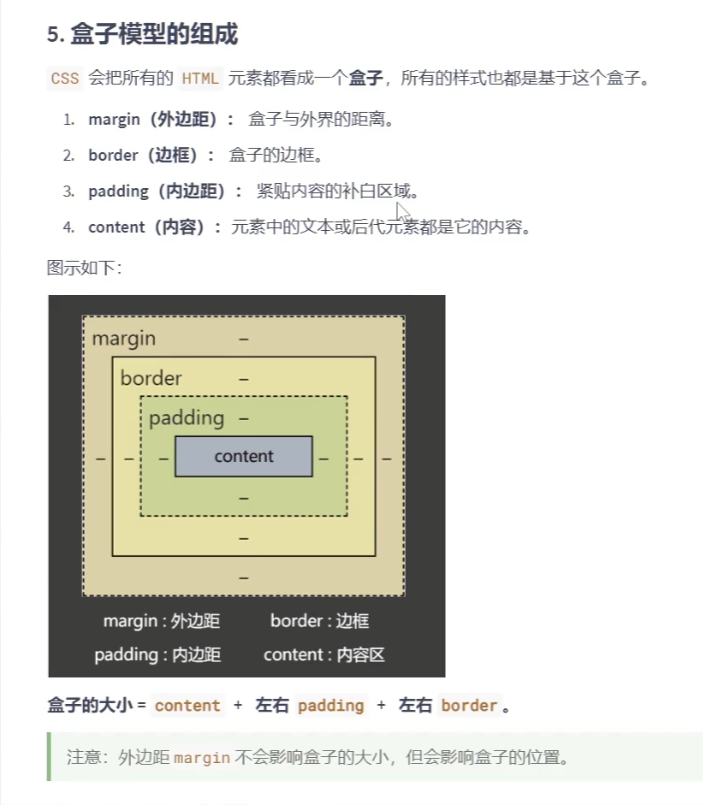 5. 盒子模型的组成
CSS 会把所有的 HTML 元素都看成一个盒子，所有的样式也都是基于这个盒子。
1. margin（外边距）： 盒子与外界的距离。
2. border（边框）： 盒子的边框。
3. padding（内边距）： 紧贴内容的补白区域。
4. content（内容）：元素中的文本或后代元素都是它的内容。
图示如下：
margin –
border –
padding –
– – – content – – –
–
–
–
margin : 外边距 border : 边框
padding : 内边距 content : 内容区
盒子的大小 = content + 左右 padding + 左右 border 。
注意：外边距 margin 不会影响盒子的大小，但会影响盒子的位置。